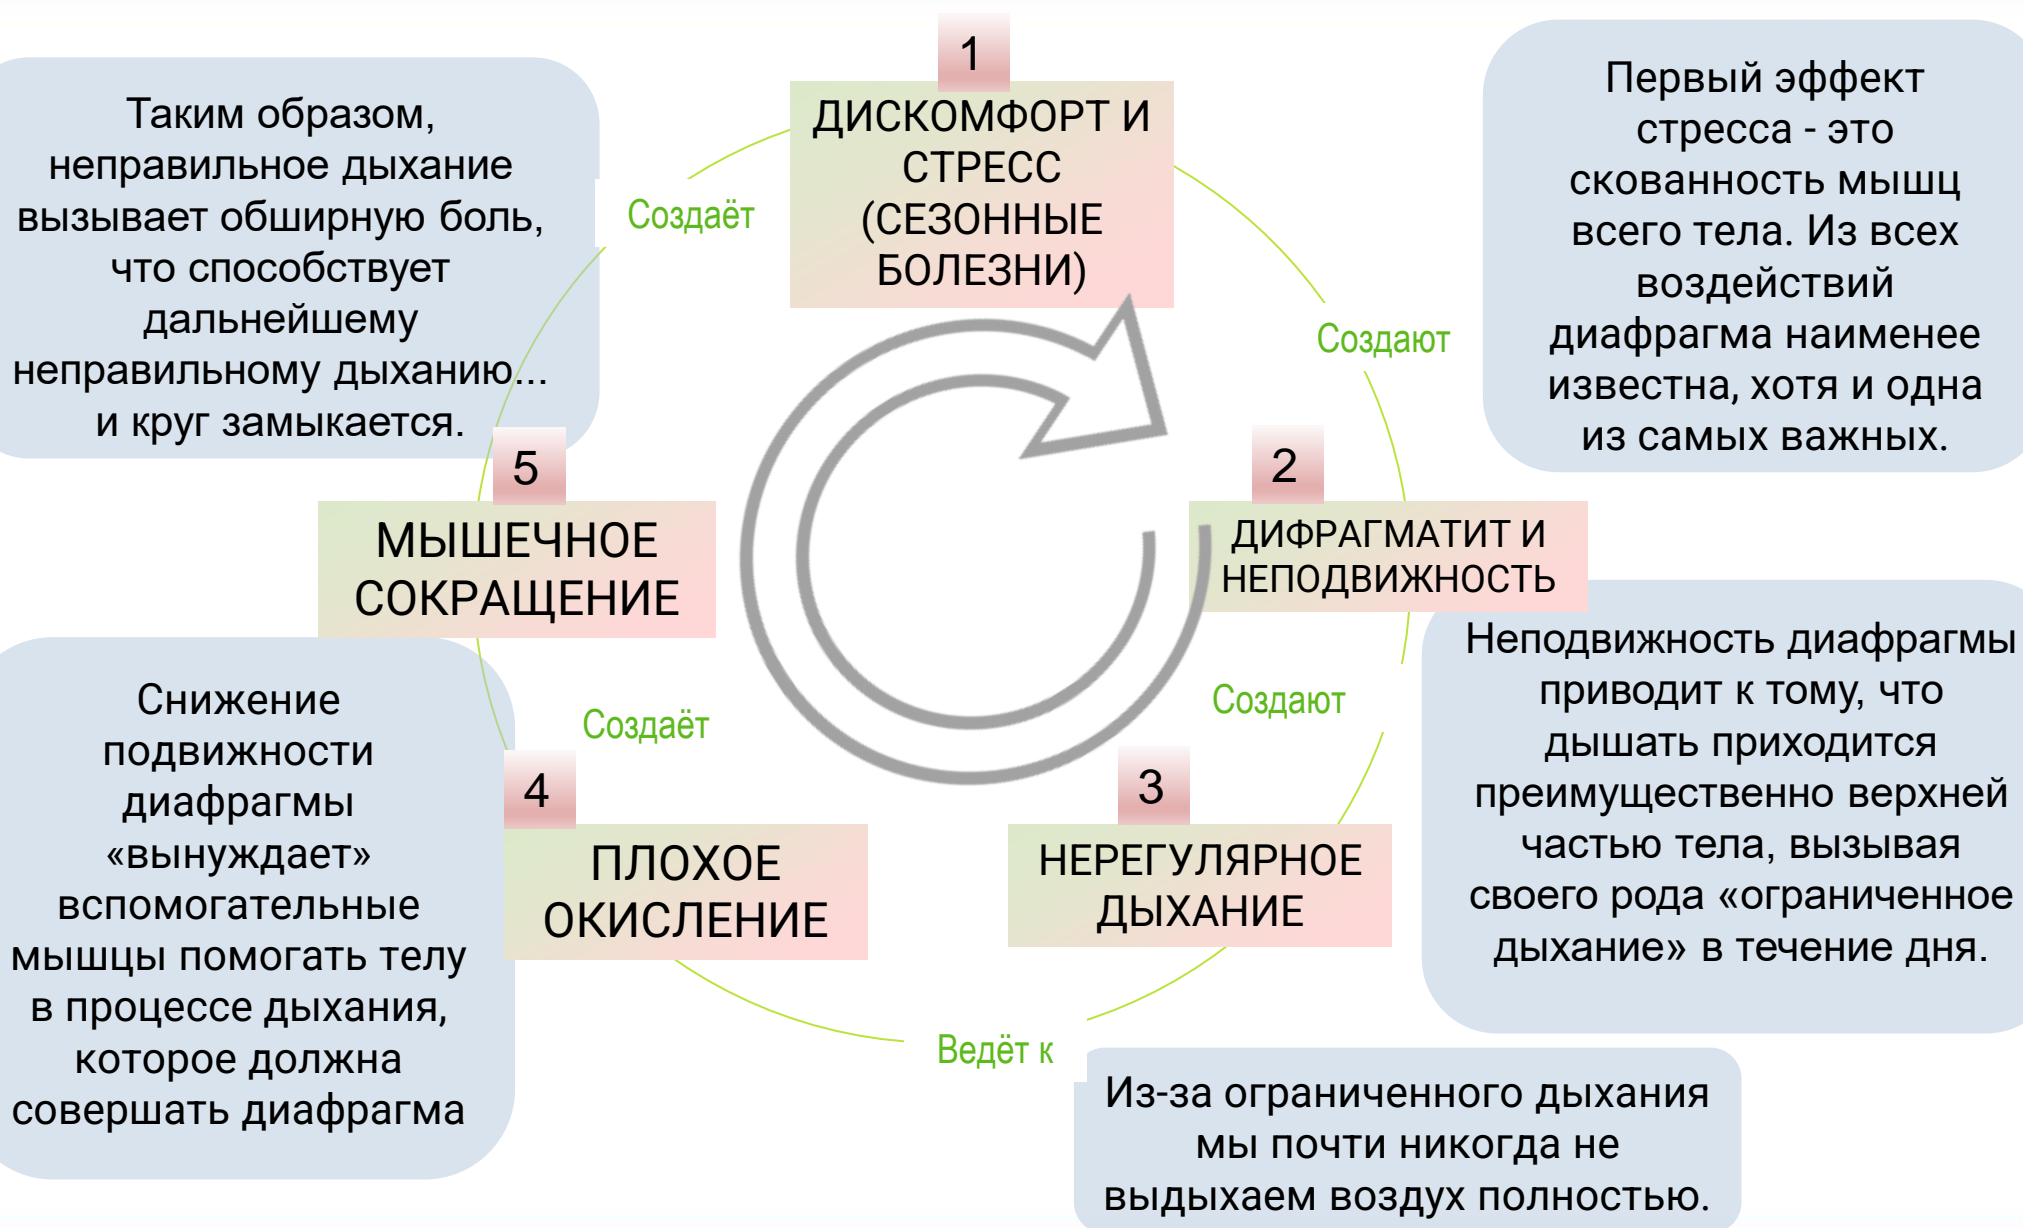 1
ДИСКОМФОРТ И
СТРЕСС
(СЕЗОННЫЕ
БОЛЕЗНИ)
Создают
Первый эффект
стресса - это
скованность мышц
всего тела. Из всех
воздействий
диафрагма наименее
известна, хотя и одна
из самых важных.
2
ДИФРАГМАТИТ И
НЕПОДВИЖНОСТЬ
Создают
Неподвижность диафрагмы
приводит к тому, что
дышать приходится
преимущественно верхней
частью тела, вызывая
своего рода «ограниченное
дыхание» в течение дня.
3
НЕРЕГУЛЯРНОЕ
ДЫХАНИЕ
Ведёт к
Из-за ограниченного дыхания
мы почти никогда не
выдыхаем воздух полностью.
4
ПЛОХОЕ
ОКИСЛЕНИЕ
Создаёт
Снижение
подвижности
диафрагмы
«вынуждает»
вспомогательные
мышцы помогать телу
в процессе дыхания,
которое должна
совершать диафрагма
5
МЫШЕЧНОЕ
СОКРАЩЕНИЕ
Создаёт
Таким образом,
неправильное дыхание
вызывает обширную боль,
что способствует
дальнейшему
неправильному дыханию...
и круг замыкается.